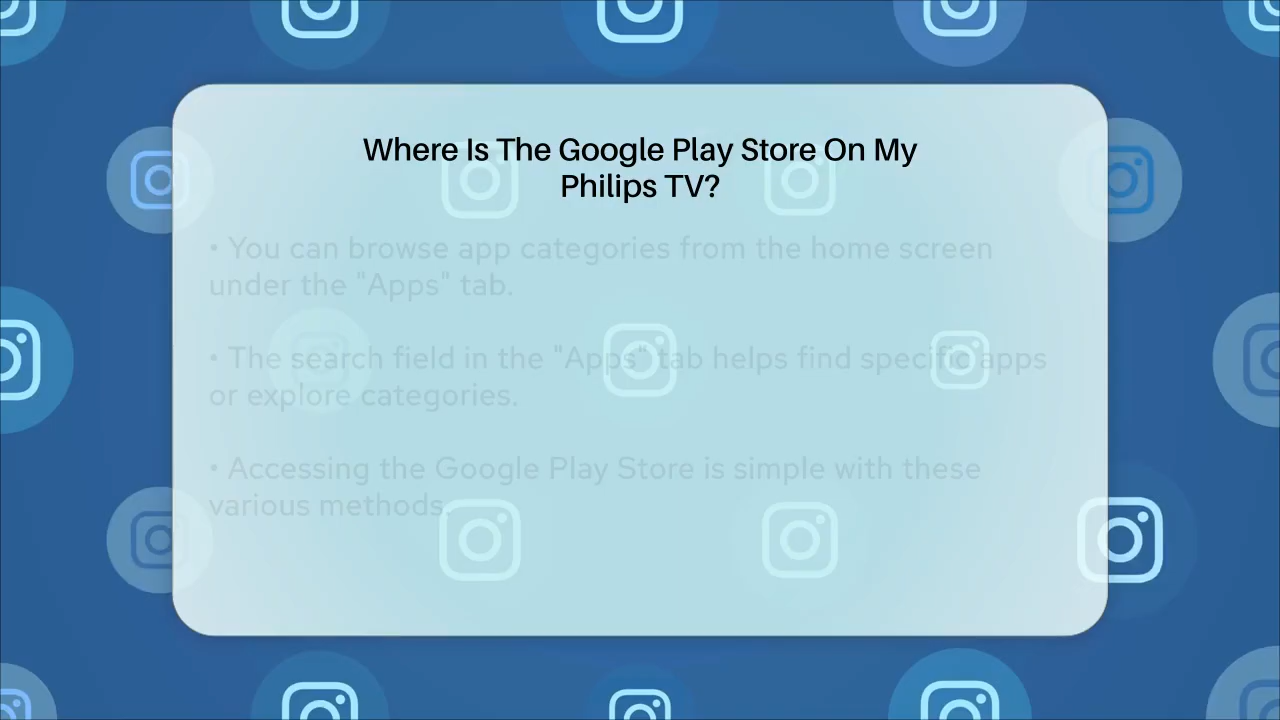 Where Is The Google Play Store On My
Philips TV?
• You can browse app categories from the home screen
under the "Apps" tab.
• The search field in the "Apps" tab helps find specific apps
or explore categories.
• Accessing the Google Play Store is simple with these
various methods.